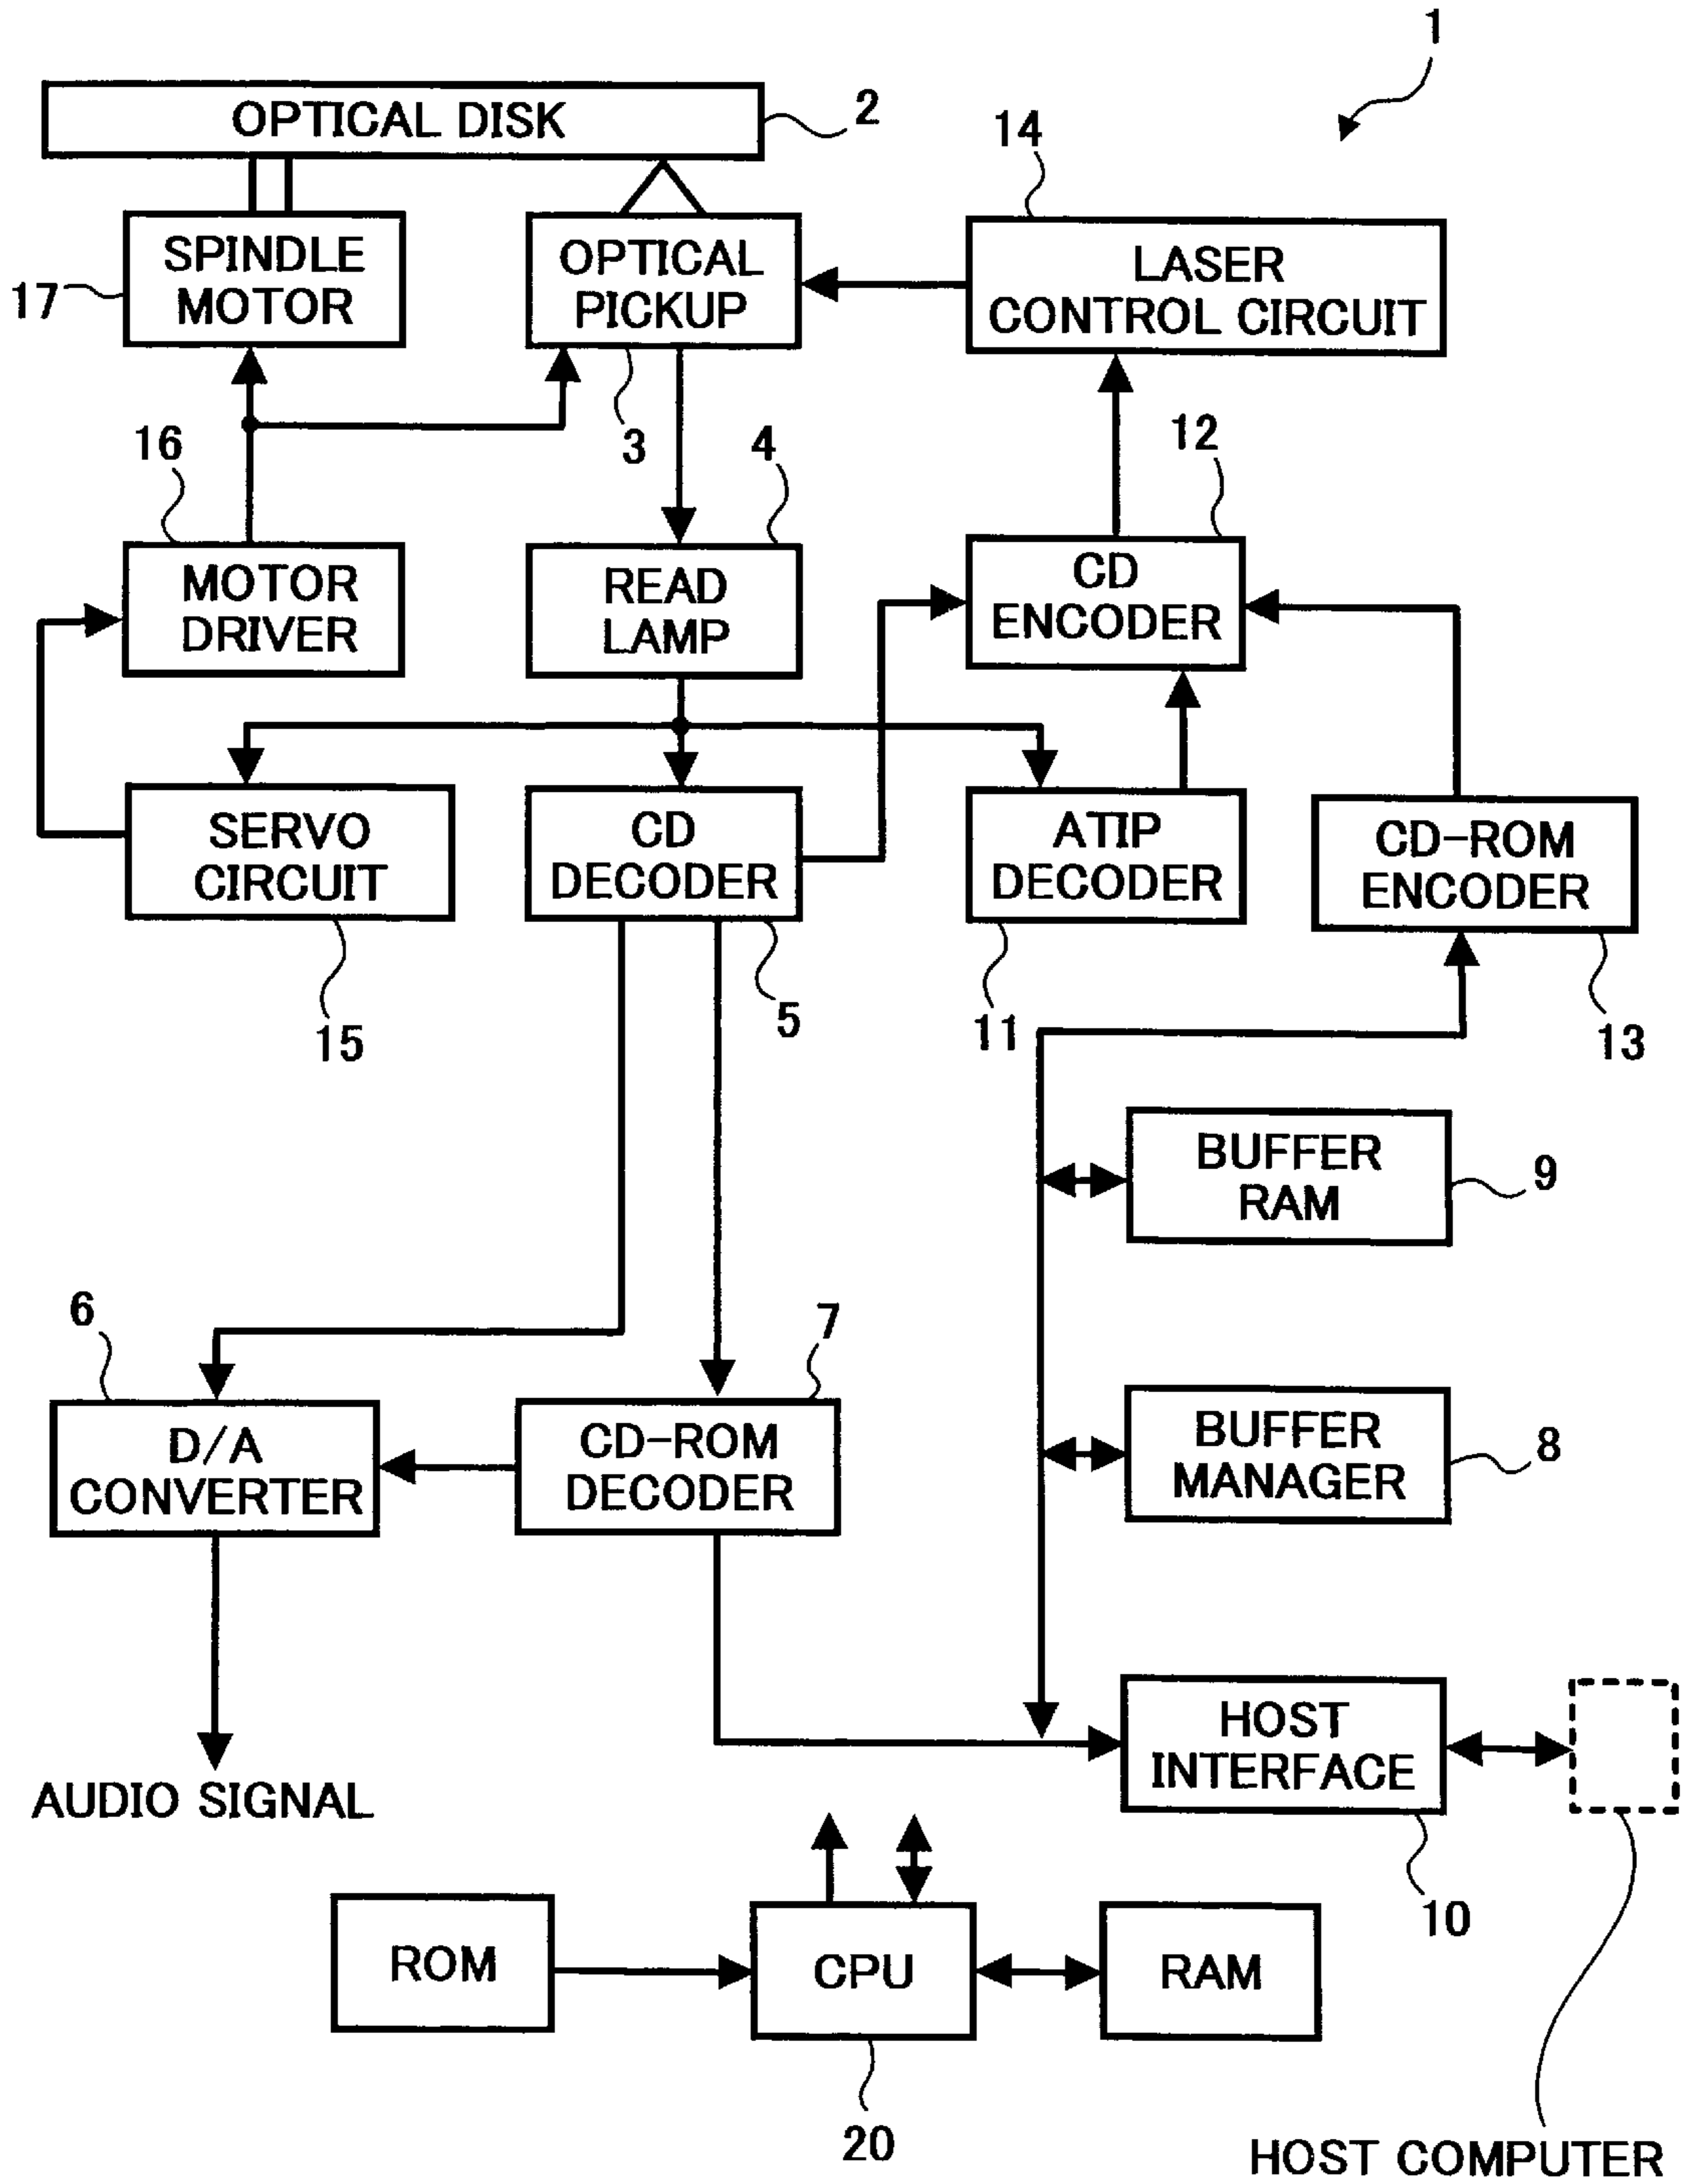 1
OPTICAL DISK
2
14
SPINDLE
MOTOR
17
OPTICAL
PICKUP
3
LASER
CONTROL CIRCUIT
16
4
12
MOTOR
DRIVER
READ
LAMP
CD
ENCODER
SERVO
CIRCUIT
15
CD
DECODER
5
ATIP
DECODER
11
CD-ROM
ENCODER
13
BUFFER
RAM
9
6
7
D/A
CONVERTER
CD-ROM
DECODER
BUFFER
MANAGER
8
HOST
INTERFACE
10
AUDIO SIGNAL
ROM
CPU
RAM
20
HOST COMPUTER